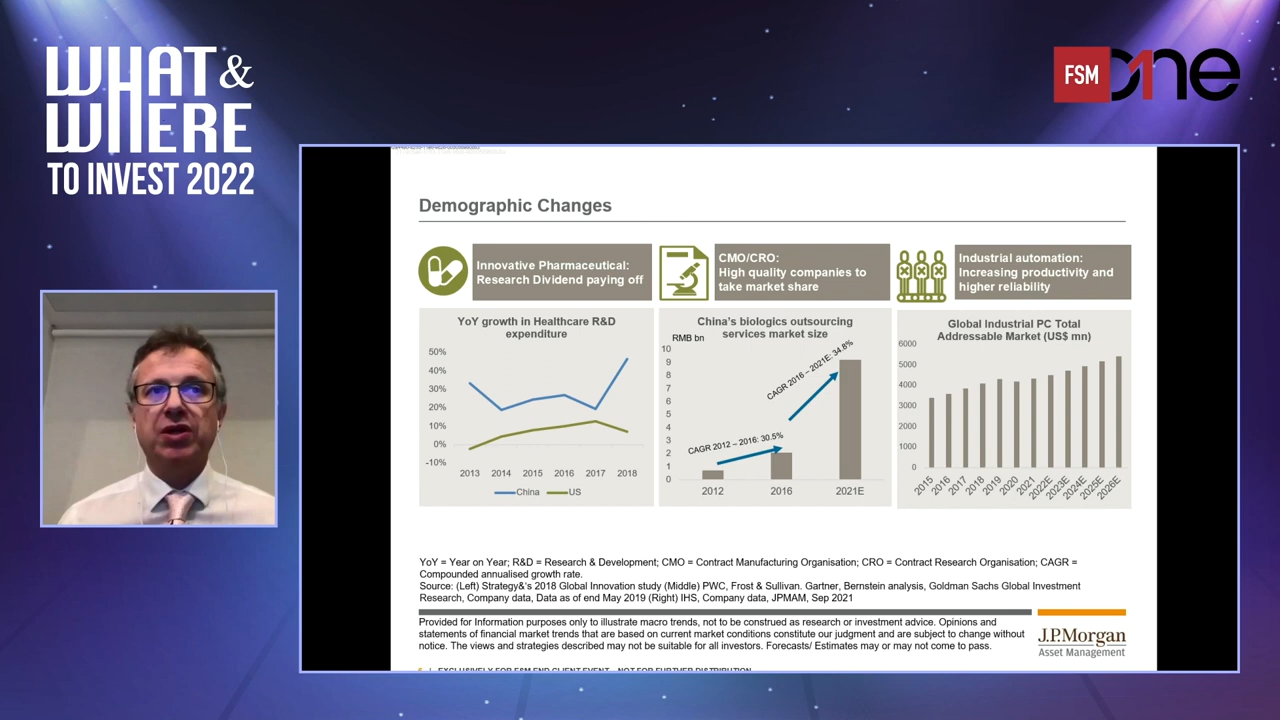 WHAT &
WHERE
TO INVEST 2022
FSM one
Demographic Changes
Innovative Pharmaceutical:
Research Dividend paying off
CMO/CRO:
High quality companies to
take market share
Industrial automation:
Increasing productivity and
higher reliability
YoY growth in Healthcare R&D
expenditure
50%
40%
30%
20%
10%
0%
-10%
2013 2014 2015 2016 2017 2018
China US
China's biologics outsourcing
services market size
RMB bn
10
9
8
7
6
5
4
3
2
1
0
CAGR 2012 – 2016: 30.5%
CAGR 2016 – 2021E: 34.8%
2012 2016 2021E
Global Industrial PC Total
Addressable Market (US$ mn)
6000
5000
4000
3000
2000
1000
0
2015 2016 2017 2018 2019 2020 2021 2022E 2023E 2024E 2025E 2026E
YoY = Year on Year; R&D = Research & Development; CMO = Contract Manufacturing Organisation; CRO = Contract Research Organisation; CAGR =
Compounded annualised growth rate.
Source: (Left) Strategy&'s 2018 Global Innovation study (Middle) PWC, Frost & Sullivan. Gartner, Bernstein analysis, Goldman Sachs Global Investment
Research, Company data, Data as of end May 2019 (Right) IHS, Company data, JPMAM, Sep 2021
Provided for Information purposes only to illustrate macro trends, not to be construed as research or investment advice. Opinions and
statements of financial market trends that are based on current market conditions constitute our judgment and are subject to change without
notice. The views and strategies described may not be suitable for all investors. Forecasts/ Estimates may or may not come to pass.
J.P.Morgan
Asset Management
EXCLUSIVELY FOR FSM END CLIENT EVENT – NOT FOR FURTHER DISTRIBUTION